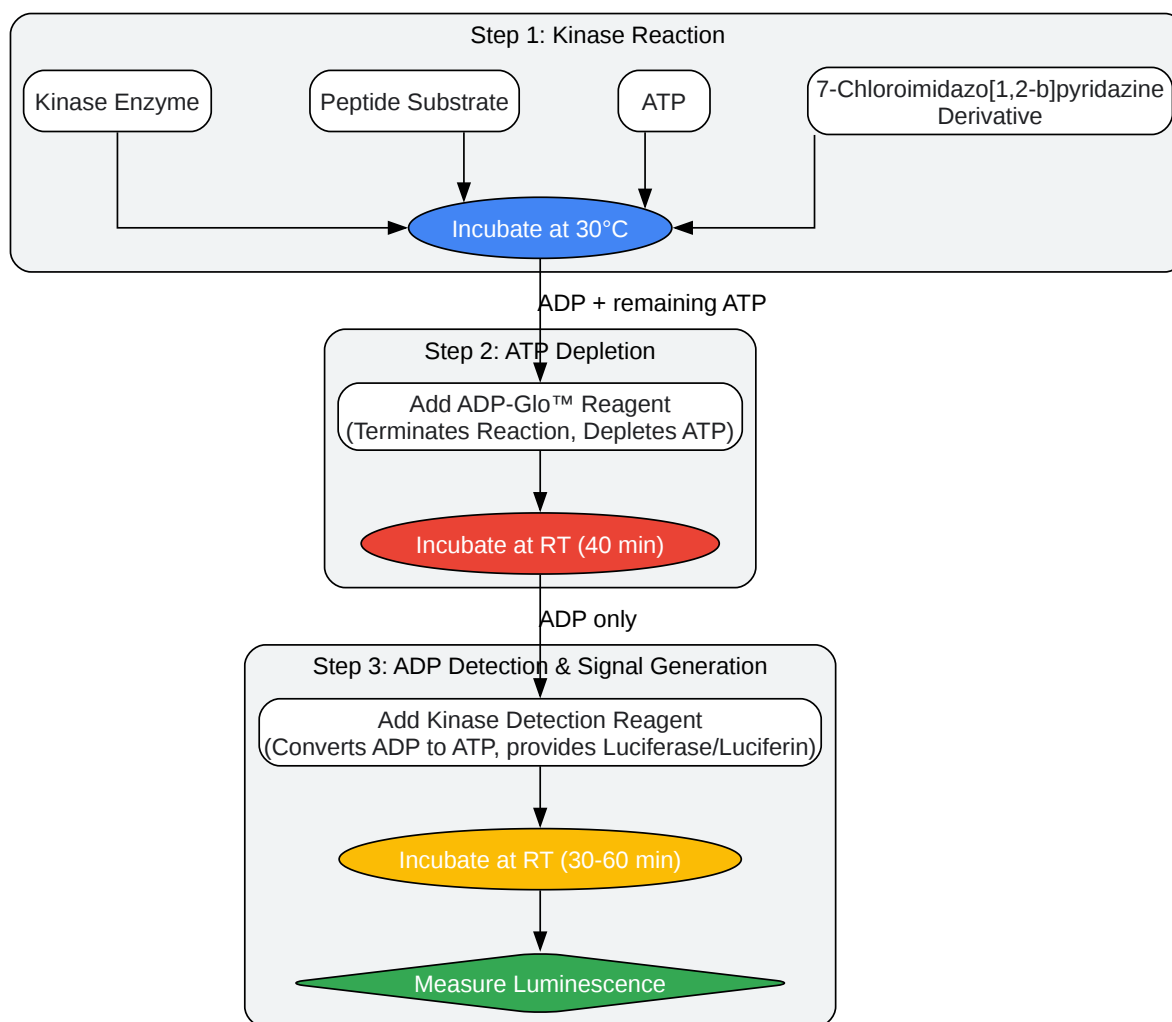 Step 1: Kinase Reaction
Kinase Enzyme
Peptide Substrate
ATP
7-Chloroimidazo[1,2-b]pyridazine
Derivative
Incubate at 30°C
ADP + remaining ATP
Step 2: ATP Depletion
Add ADP-Glo™ Reagent
(Terminates Reaction, Depletes ATP)
Incubate at RT (40 min)
ADP only
Step 3: ADP Detection & Signal Generation
Add Kinase Detection Reagent
(Converts ADP to ATP, provides Luciferase/Luciferin)
Incubate at RT (30-60 min)
Measure Luminescence